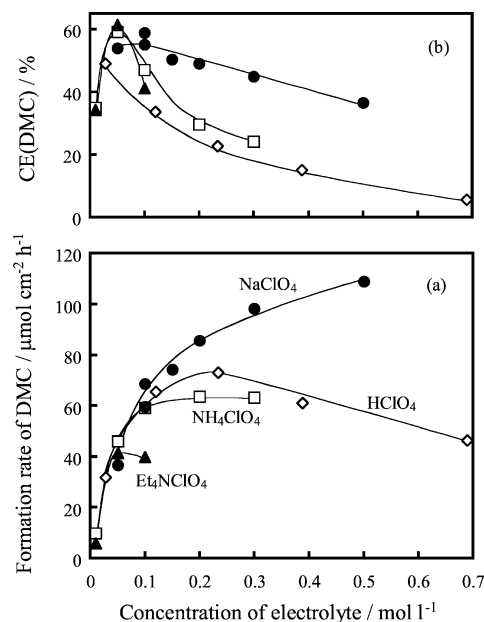 60
40
20
0
CE(DMC) / %
(b)
120
100
80
60
40
20
0
Formation rate of DMC / μmol cm⁻² h⁻¹
(a)
NaClO₄
HClO₄
NH₄ClO₄
Et₄NClO₄
0 0.1 0.2 0.3 0.4 0.5 0.6 0.7
Concentration of electrolyte / mol l⁻¹